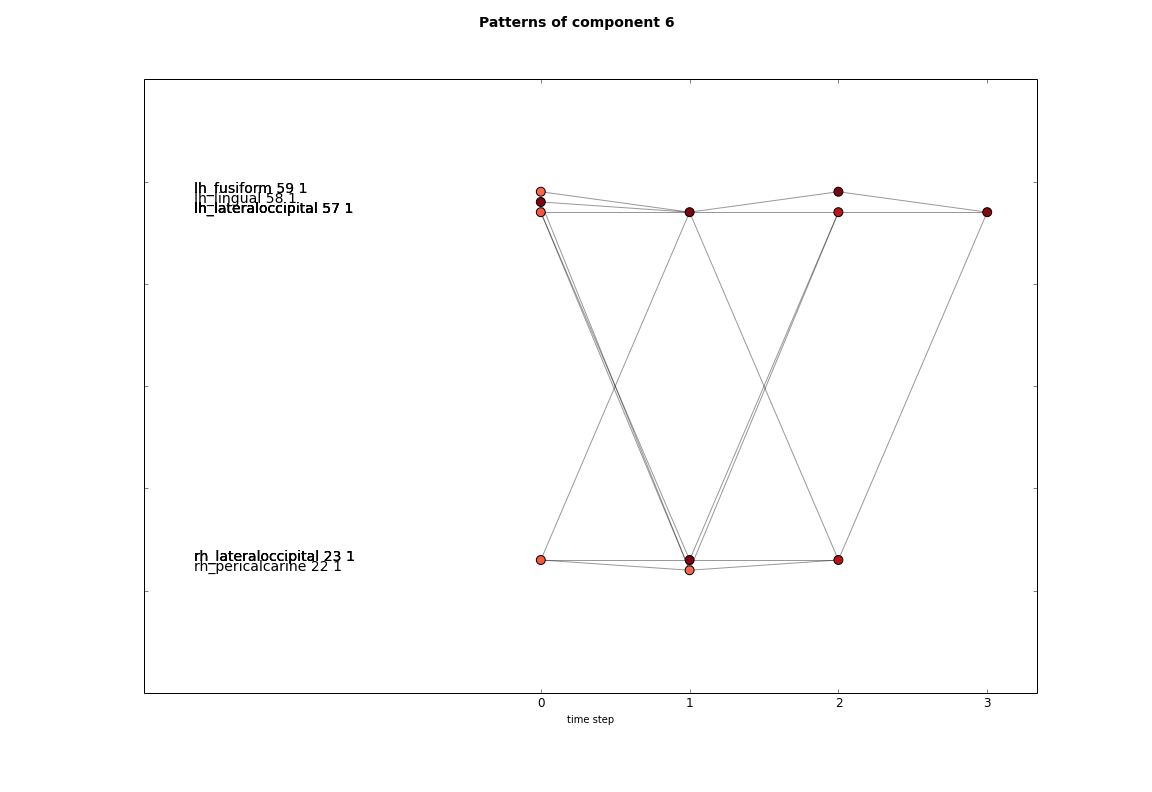 Patterns of component 6
lh_fusiform 59 1
lh_lingual 58 1
lh_lateraloccipital 57 1
rh_lateraloccipital 23 1
rh_pericalcarine 22 1
0 1 2 3
time step